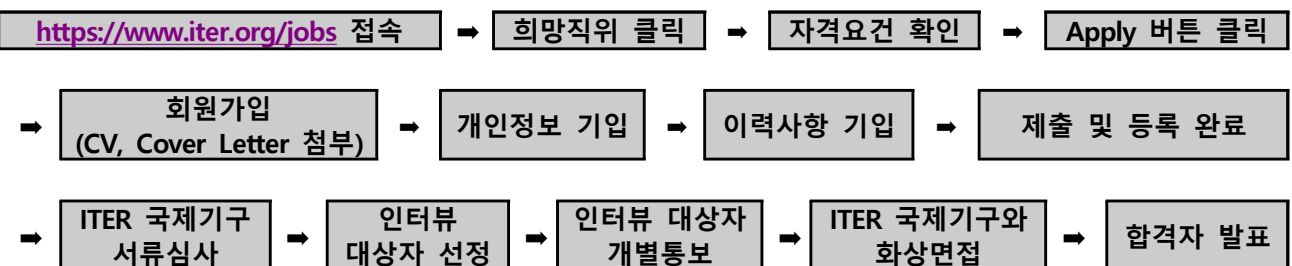 https://www.iter.org/jobs 접속 ➡ 희망직위 클릭 ➡ 자격요건 확인 ➡ Apply 버튼 클릭
➡ 회원가입
(CV, Cover Letter 첨부) ➡ 개인정보 기입 ➡ 이력사항 기입 ➡ 제출 및 등록 완료
➡ ITER 국제기구
서류심사 ➡ 인터뷰
대상자 선정 ➡ 인터뷰 대상자
개별통보 ➡ ITER 국제기구와
화상면접 ➡ 합격자 발표